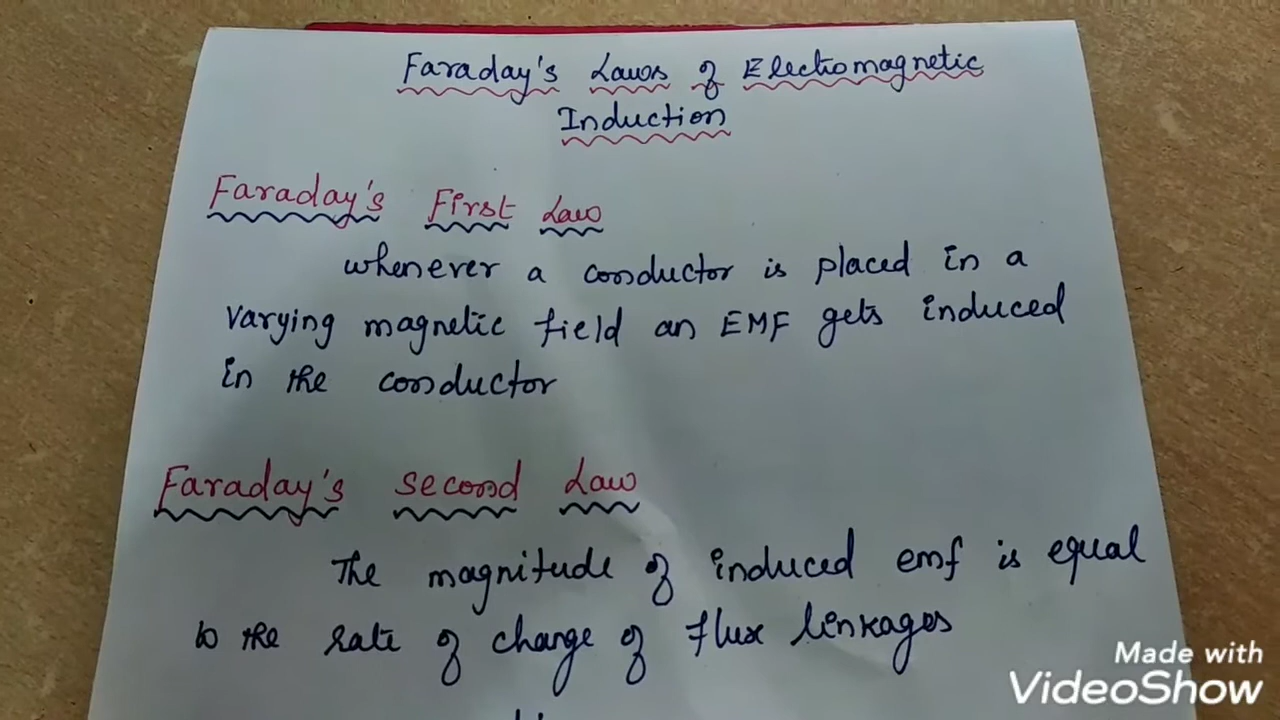 Faraday's Laws of Electromagnetic
Induction
Faraday's First Law
whenever a conductor is placed in a
varying magnetic field an EMF gets induced
in the conductor
Faraday's second Law
The magnitude of induced emf is equal
to the rate of change of flux linkages
Made with
VideoShow